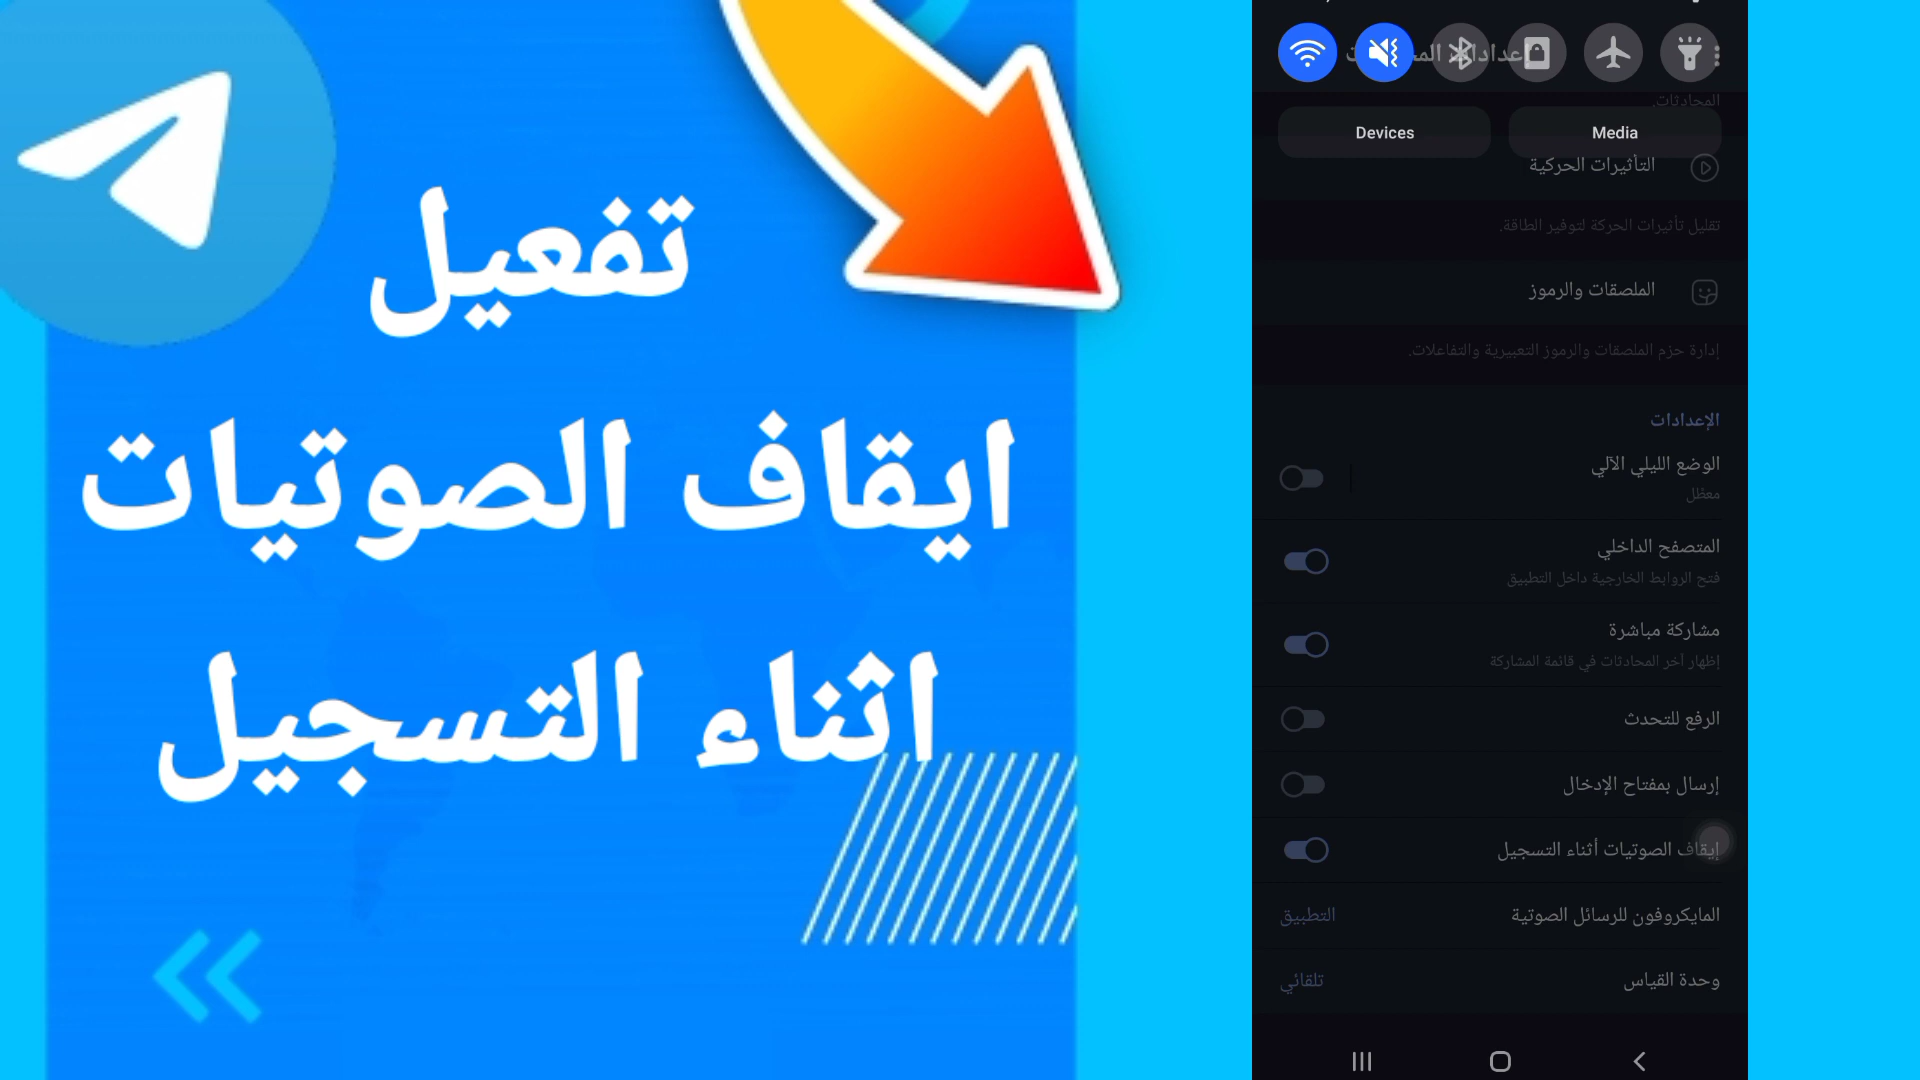 تفعيل
ايقاف الصوتيات
اثناء التسجيل
المحادثات.
Devices
Media
التأثيرات الحركية
تقليل تأثيرات الحركة لتوفير الطاقة.
الملصقات والرموز
إدارة حزم الملصقات والرموز التعبيرية والتفاعلات.
الإعدادات
الوضع الليلي الآلي
معطّل
المتصفح الداخلي
فتح الروابط الخارجية داخل التطبيق
مشاركة مباشرة
إظهار آخر المحادثات في قائمة المشاركة
الرفع للتحدث
إرسال بمفتاح الإدخال
إيقاف الصوتيات أثناء التسجيل
المايكروفون للرسائل الصوتية
التطبيق
وحدة القياس
تلقائي